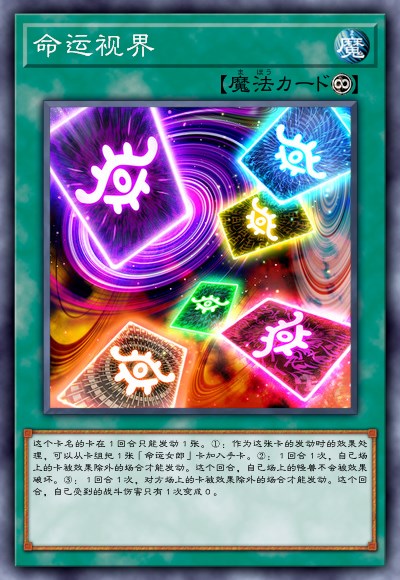 命运视界
魔
まほう
【魔法カード】
这个卡名的卡在1回合只能发动1张。①：作为这张卡的发动时的效果处
理，可以从卡组把1张「命运女郎」卡加入手卡。②：1回合1次，自己场
上的卡被效果除外的场合才能发动。这个回合，自己场上的怪兽不会被效果
破坏。③：1回合1次，对方场上的卡被效果除外的场合才能发动。这个回
合，自己受到的战斗伤害只有1次变成0。